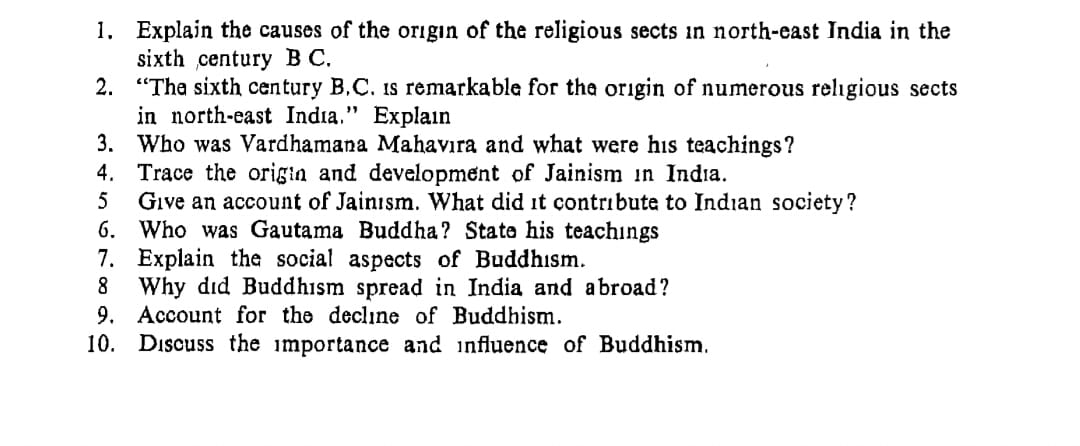 1. Explain the causes of the origin of the religious sects in north-east India in the
sixth century B C.
2. “The sixth century B.C. is remarkable for the origin of numerous religious sects
in north-east India.” Explain
3. Who was Vardhamana Mahavira and what were his teachings?
4. Trace the origin and development of Jainism in India.
5 Give an account of Jainism. What did it contribute to Indian society?
6. Who was Gautama Buddha? State his teachings
7. Explain the social aspects of Buddhism.
8 Why did Buddhism spread in India and abroad?
9. Account for the decline of Buddhism.
10. Discuss the importance and influence of Buddhism.